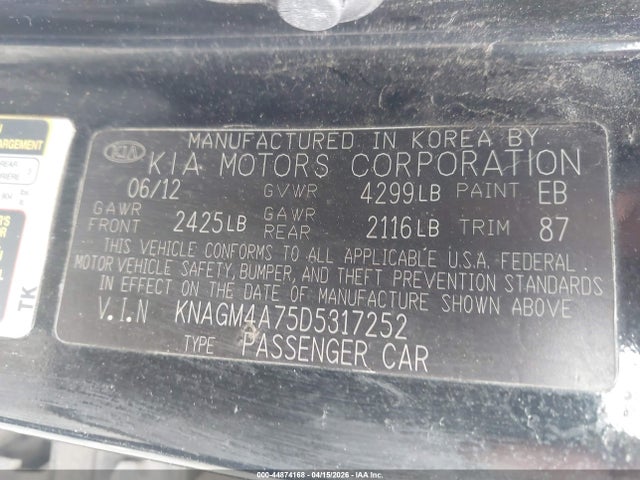 MANUFACTURED IN KOREA BY
KIA KIA MOTORS CORPORATION
06/12 GVWR 4299LB PAINT EB
GAWR FRONT 2425LB GAWR REAR 2116LB TRIM 87
THIS VEHICLE CONFORMS TO ALL APPLICABLE U.S.A. FEDERAL
MOTOR VEHICLE SAFETY, BUMPER, AND THEFT PREVENTION STANDARDS
IN EFFECT ON THE DATE OF MANUFACTURE SHOWN ABOVE
V.I.N KNAGM4A75D5317252
TYPE PASSENGER CAR
TK
000-44874168 - 04/15/2026 - IAA Inc.